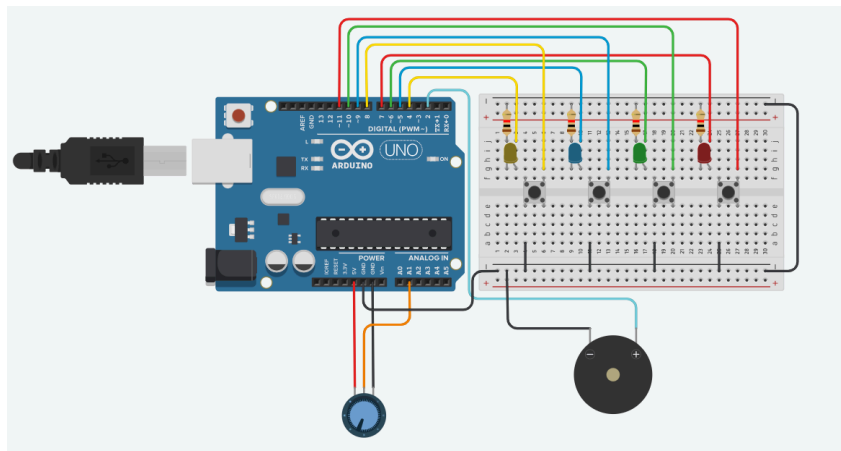 AREF
GND
13
12
~11
~10
~9
8
7
~6
~5
4
~3
2
TX→1
RX←0
DIGITAL (PWM~)
L
TX
RX
ARDUINO
UNO
ON
POWER
ANALOG IN
IOREF
RESET
3.3V
5V
GND
GND
Vin
A0
A1
A2
A3
A4
A5
j
i
h
g
f
e
d
c
b
a
− +